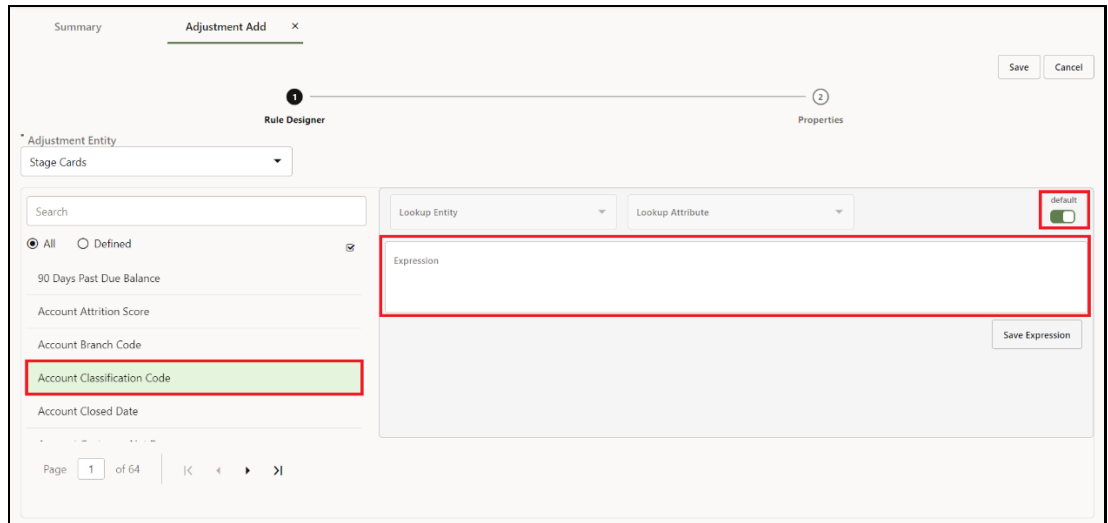 Summary
Adjustment Add ×
Save Cancel
1 2
Rule Designer Properties
* Adjustment Entity
Stage Cards
Search
All Defined
90 Days Past Due Balance
Account Attrition Score
Account Branch Code
Account Classification Code
Account Closed Date
Page 1 of 64
Lookup Entity Lookup Attribute default
Expression
Save Expression